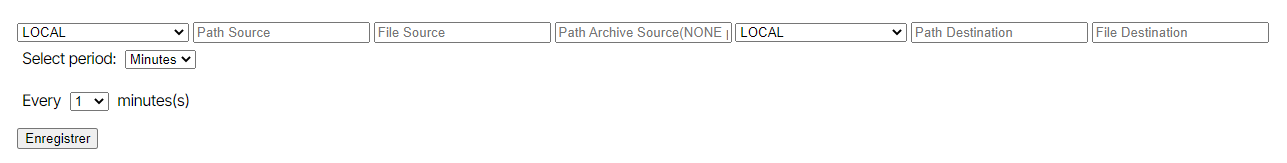 LOCAL Path Source File Source Path Archive Source(NONE LOCAL Path Destination File Destination
Select period: Minutes
Every 1 minutes(s)
Enregistrer